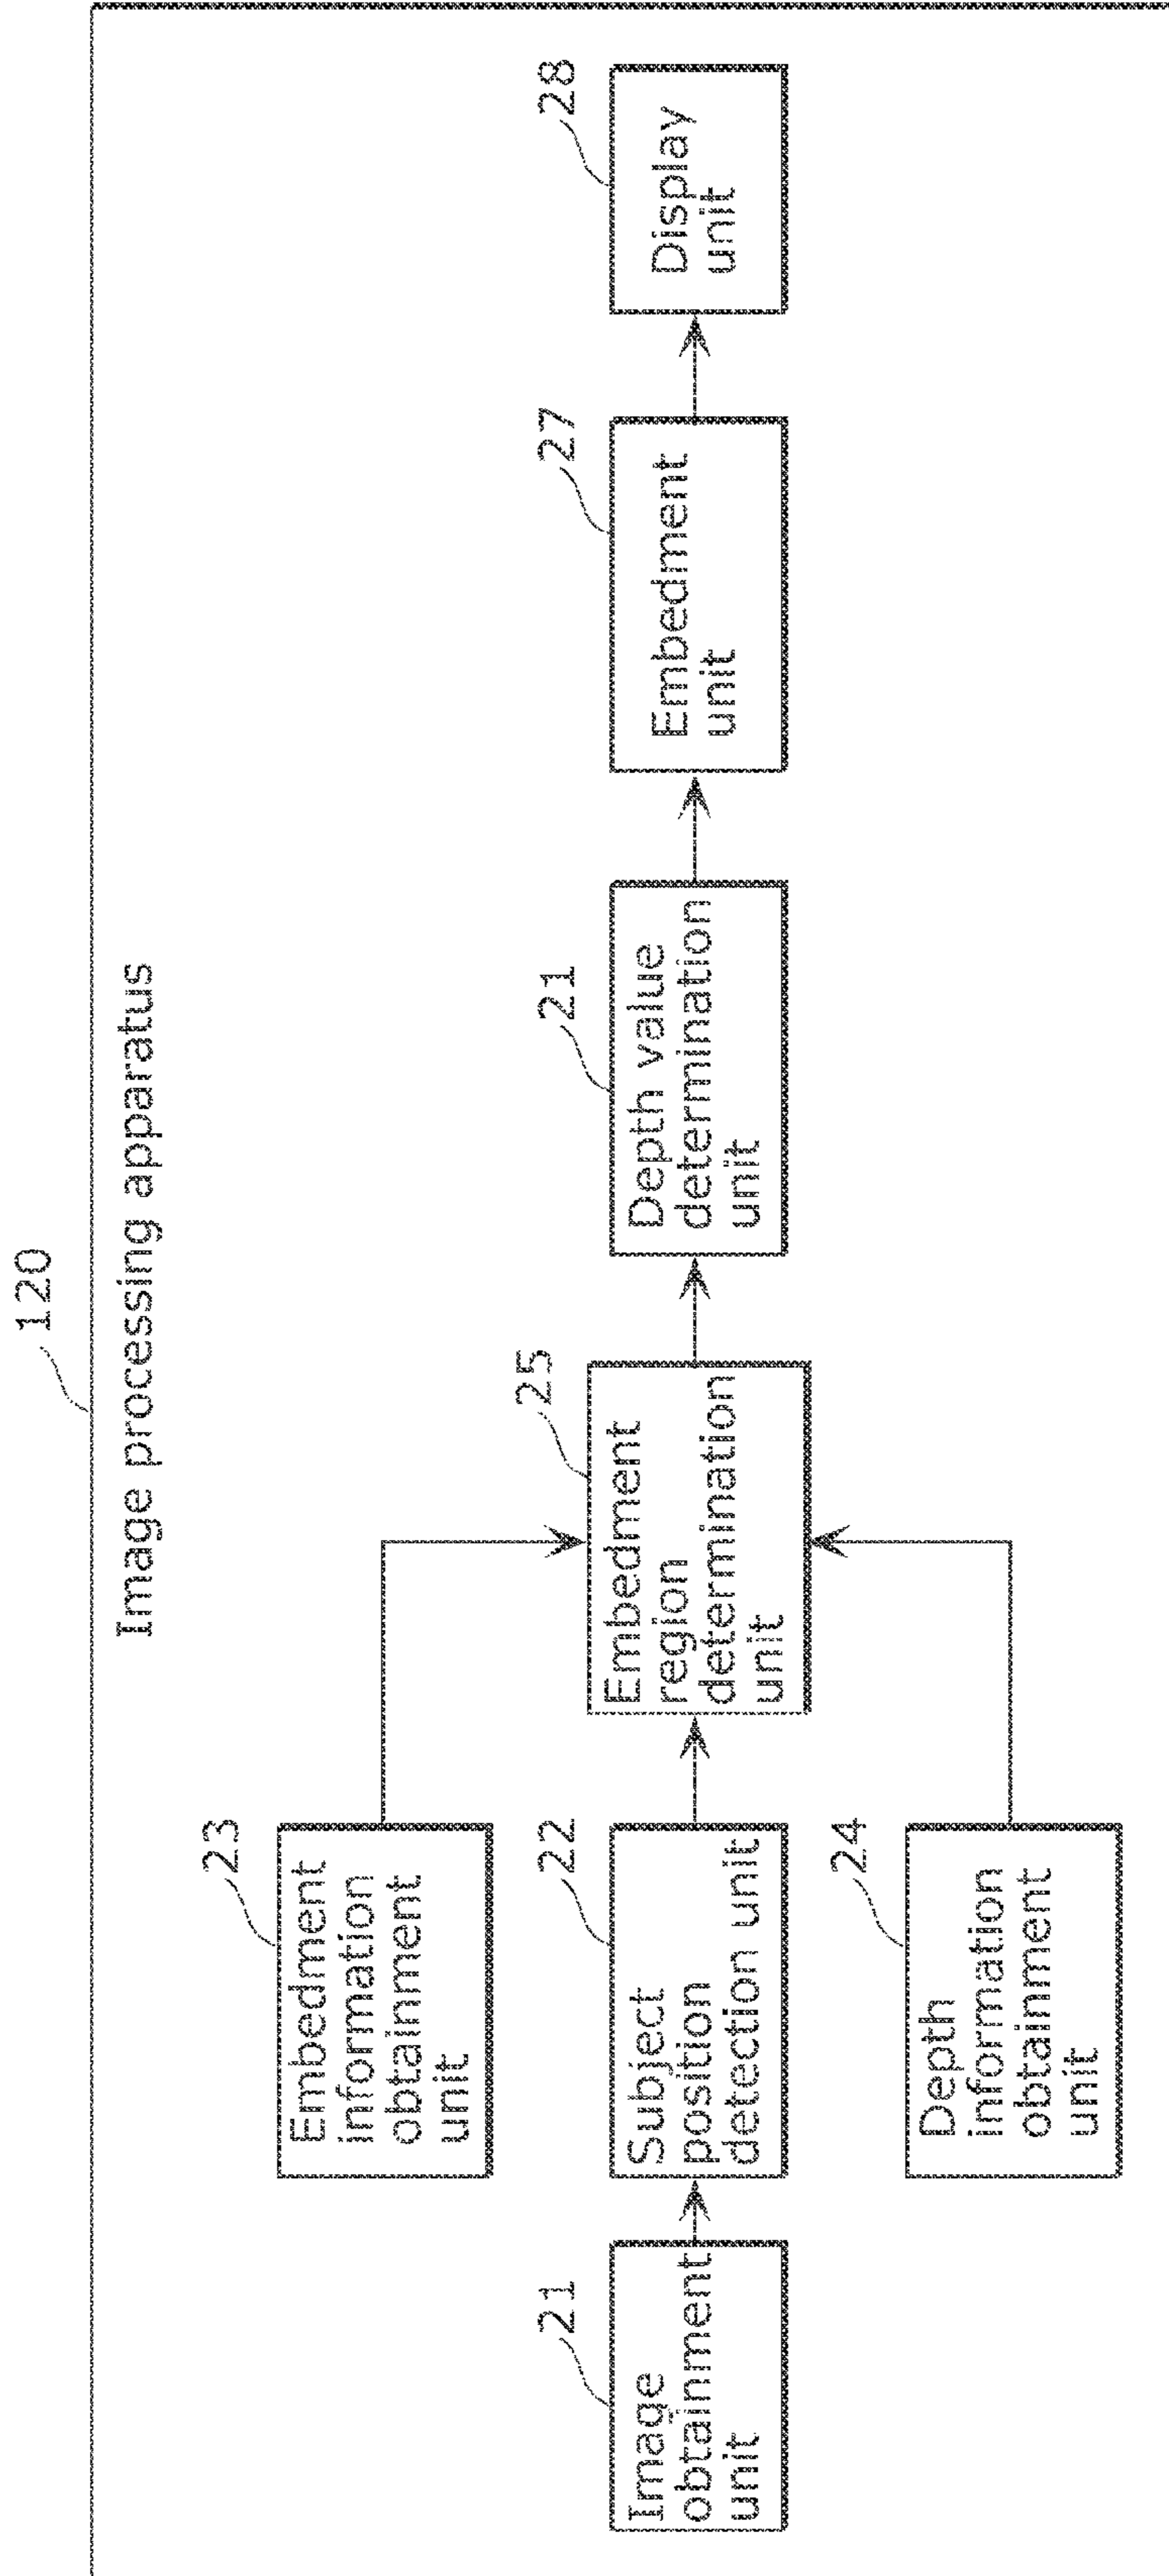 120
Image processing apparatus
23
Embedment
information
obtainment
unit
21
Image
obtainment
unit
22
Subject
position
detection unit
25
Embedment
region
determination
unit
21
Depth value
determination
unit
27
Embedment
unit
28
Display
unit
24
Depth
information
obtainment
unit